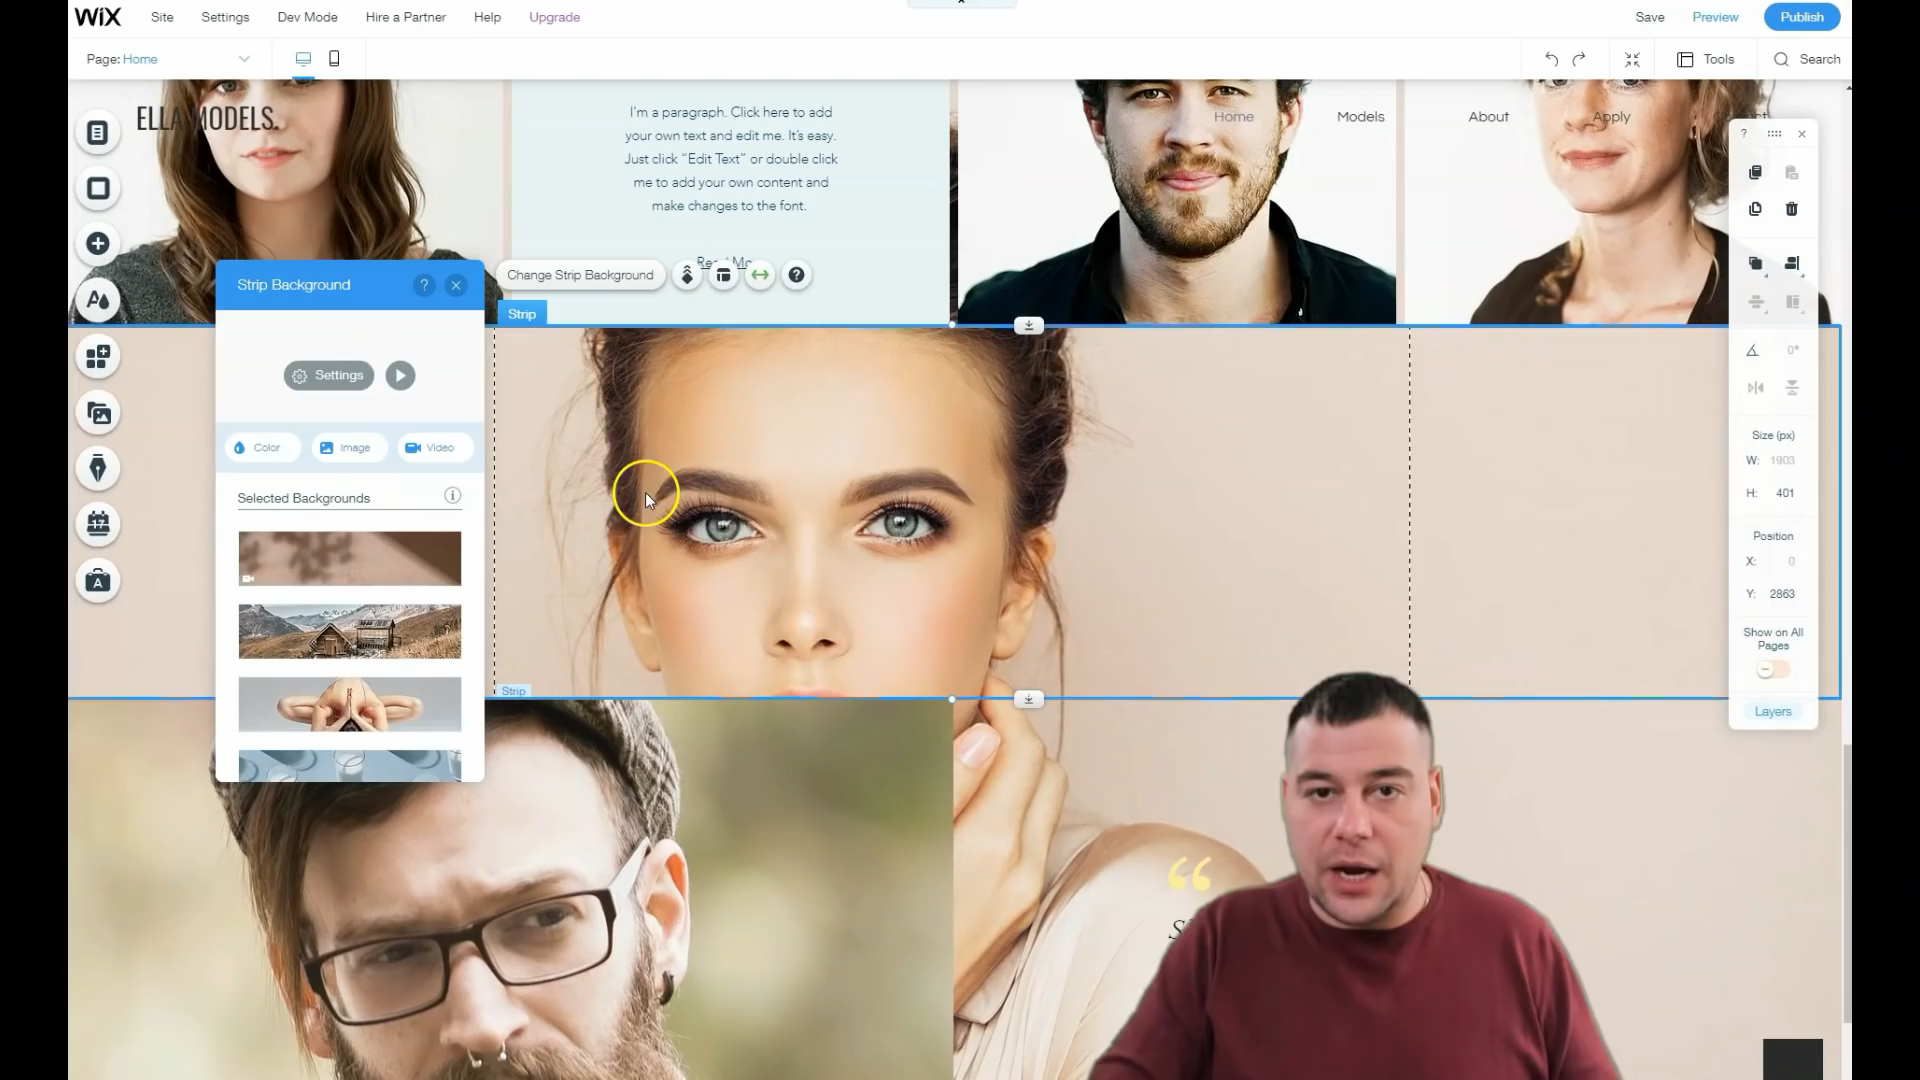 WiX Site Settings Dev Mode Hire a Partner Help Upgrade Save Preview Publish
Page: Home Tools Search
ELLA MODELS.
Home Models About Apply
I'm a paragraph. Click here to add
your own text and edit me. It's easy.
Just click "Edit Text" or double click
me to add your own content and
make changes to the font.
Read Mo
Change Strip Background ?
Strip
Strip Background ?
Settings
Color Image Video
Selected Backgrounds
17
A
Strip
?
0°
Size (px)
W: 1903
H: 401
Position
X: 0
Y: 2863
Show on All
Pages
Layers
“